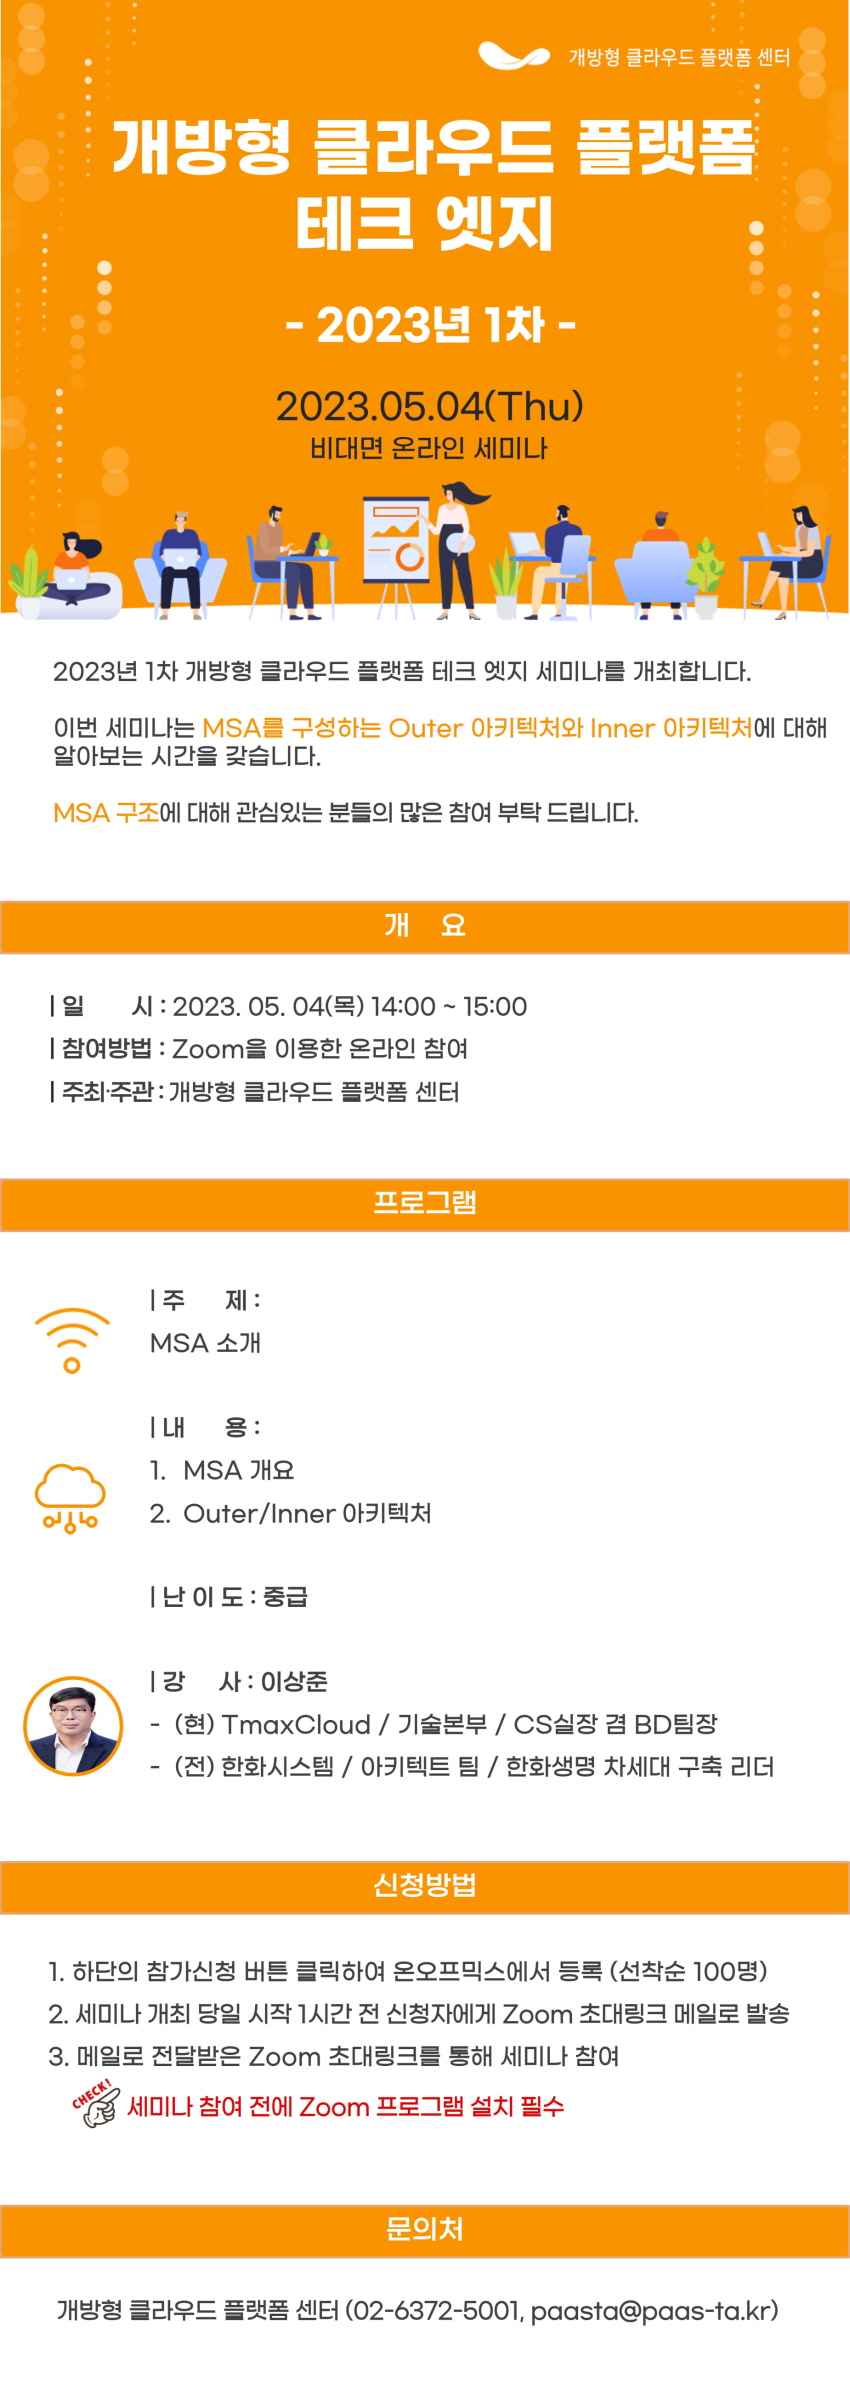 개방형 클라우드 플랫폼 센터
개방형 클라우드 플랫폼
테크 엣지
- 2023년 1차 -
2023.05.04(Thu)
비대면 온라인 세미나
2023년 1차 개방형 클라우드 플랫폼 테크 엣지 세미나를 개최합니다.
이번 세미나는 MSA를 구성하는 Outer 아키텍처와 Inner 아키텍처에 대해
알아보는 시간을 갖습니다.
MSA 구조에 대해 관심있는 분들의 많은 참여 부탁 드립니다.
개 요
| 일 시 : 2023. 05. 04(목) 14:00 ~ 15:00
| 참여방법 : Zoom을 이용한 온라인 참여
| 주최·주관 : 개방형 클라우드 플랫폼 센터
프로그램
| 주 제 :
MSA 소개
| 내 용 :
1. MSA 개요
2. Outer/Inner 아키텍처
| 난 이 도 : 중급
| 강 사 : 이상준
- (현) TmaxCloud / 기술본부 / CS실장 겸 BD팀장
- (전) 한화시스템 / 아키텍트 팀 / 한화생명 차세대 구축 리더
신청방법
1. 하단의 참가신청 버튼 클릭하여 온오프믹스에서 등록 (선착순 100명)
2. 세미나 개최 당일 시작 1시간 전 신청자에게 Zoom 초대링크 메일로 발송
3. 메일로 전달받은 Zoom 초대링크를 통해 세미나 참여
CHECK!
세미나 참여 전에 Zoom 프로그램 설치 필수
문의처
개방형 클라우드 플랫폼 센터 (02-6372-5001, paasta@paas-ta.kr)